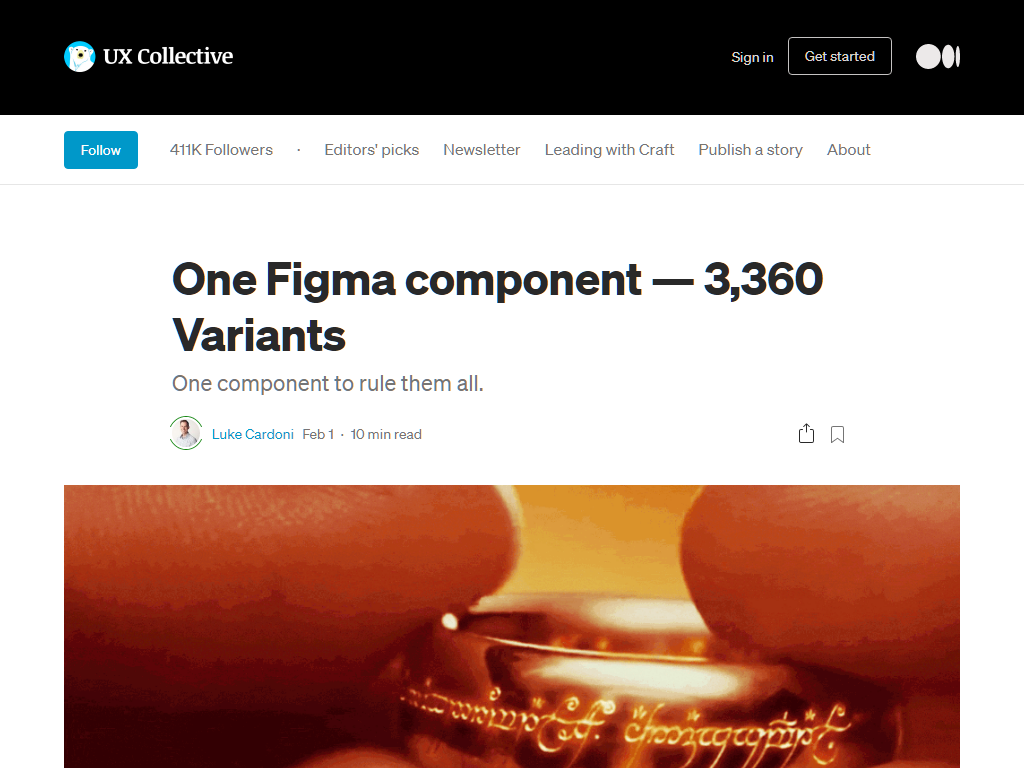 UX Collective
Sign in
Get started
Follow
411K Followers · Editors' picks Newsletter Leading with Craft Publish a story About
One Figma component — 3,360
Variants
One component to rule them all.
Luke Cardoni Feb 1 · 10 min read